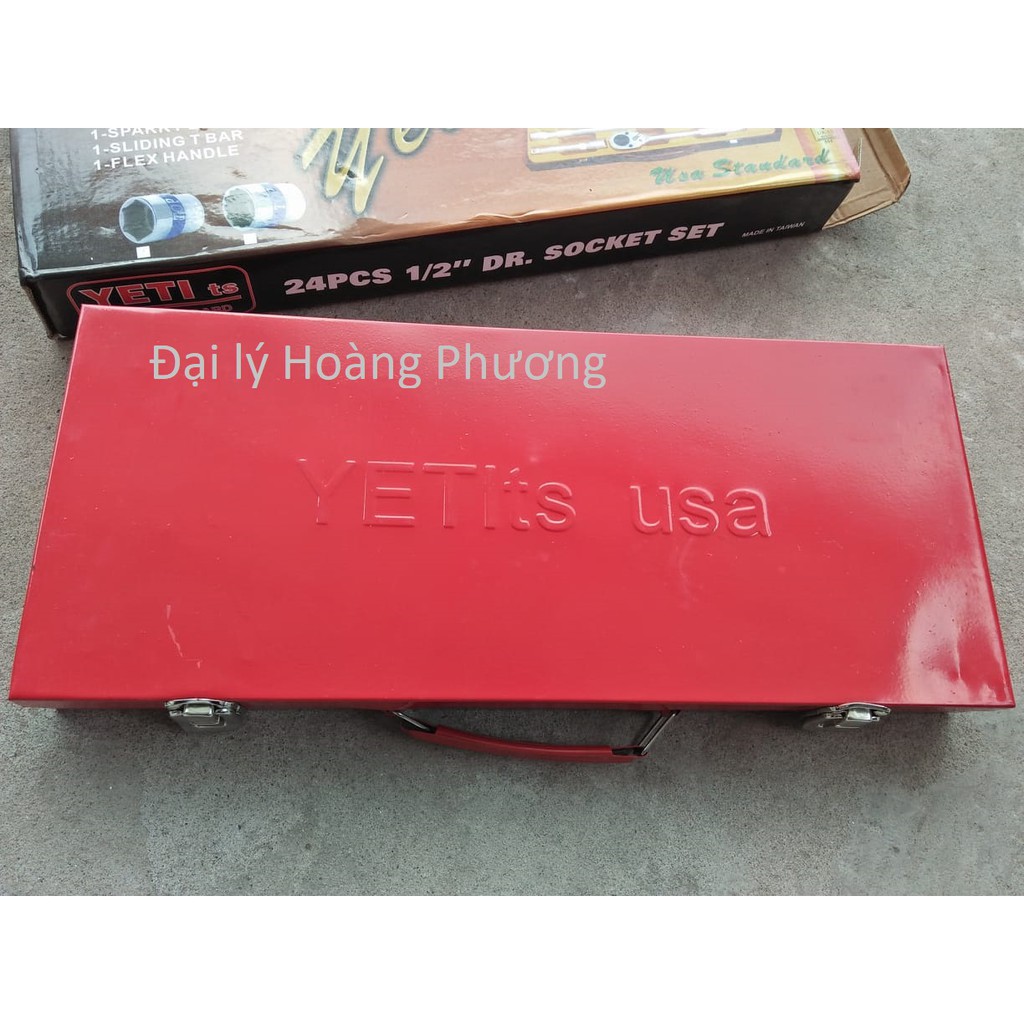 1-SLIDING T BAR
1-FLEX HANDLE
Usa Standard
YETI ts
24PCS 1/2" DR. SOCKET SET
MADE IN TAIWAN
Đại lý Hoàng Phương
YETIts usa